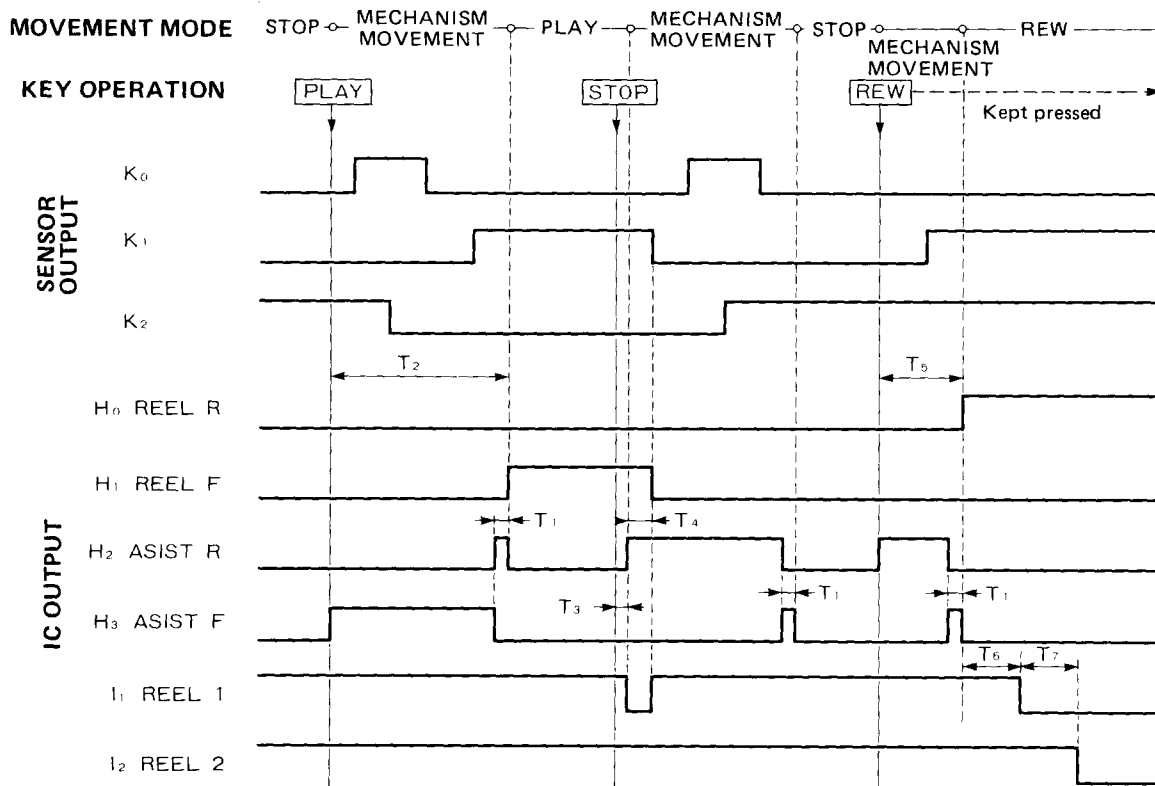 MOVEMENT MODE STOP MECHANISM MOVEMENT PLAY MECHANISM MOVEMENT STOP MECHANISM MOVEMENT REW
KEY OPERATION PLAY STOP REW
Kept pressed
SENSOR OUTPUT
K0
K1
K2
T2 T5
IC OUTPUT
H0 REEL R
H1 REEL F
T1 T4
H2 ASIST R
T3 T1 T1
H3 ASIST F
T6 T7
I1 REEL 1
I2 REEL 2